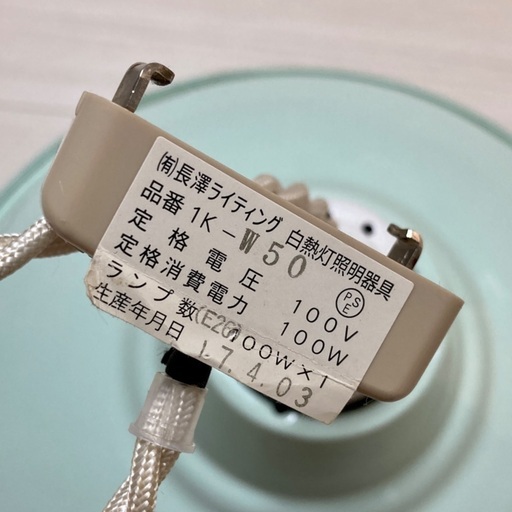 ㈲長澤ライティング 白熱灯照明器具
品番 1K-W50
定格電圧 100V
定格消費電力 100W
ランプ数(E26) 100W×1
生産年月日 17.4.03
PSE